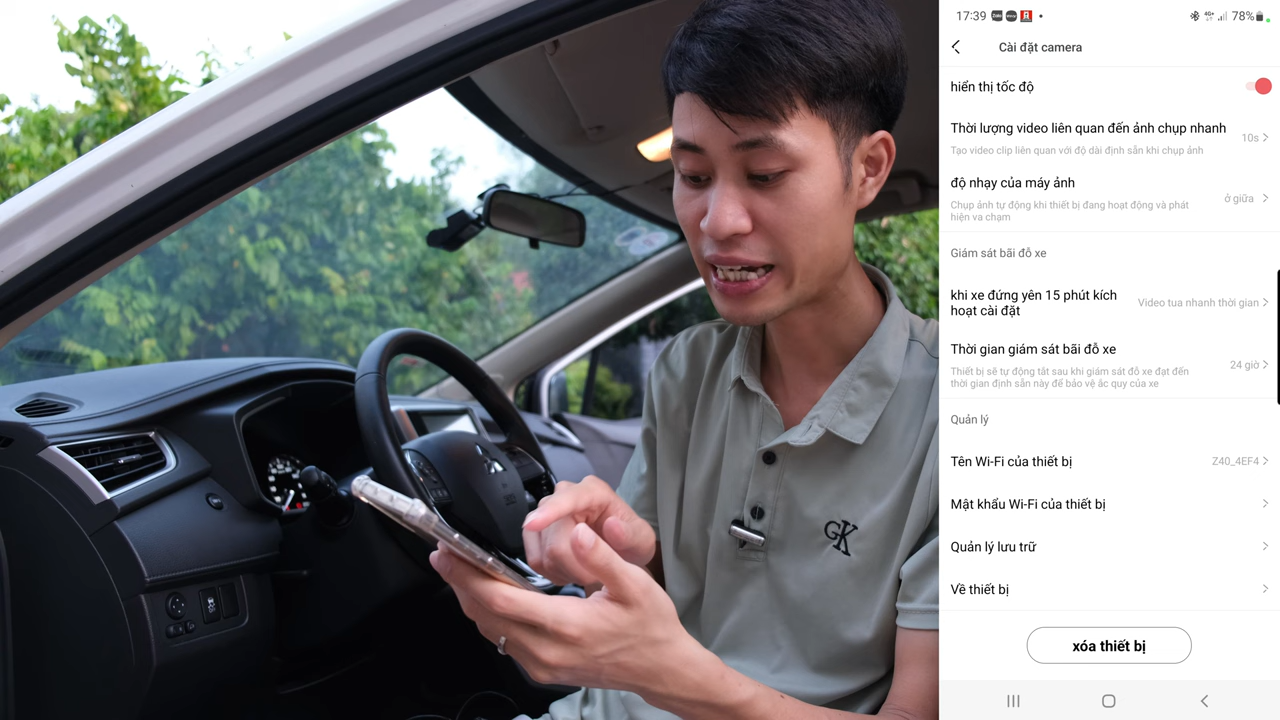 17:39
4G+
78%
Cài đặt camera
hiển thị tốc độ
Thời lượng video liên quan đến ảnh chụp nhanh
10s
Tạo video clip liên quan với độ dài định sẵn khi chụp ảnh
độ nhạy của máy ảnh
ở giữa
Chụp ảnh tự động khi thiết bị đang hoạt động và phát
hiện va chạm
Giám sát bãi đỗ xe
khi xe đứng yên 15 phút kích
hoạt cài đặt
Video tua nhanh thời gian
Thời gian giám sát bãi đỗ xe
24 giờ
Thiết bị sẽ tự động tắt sau khi giám sát đỗ xe đạt đến
thời gian định sẵn này để bảo vệ ắc quy của xe
Quản lý
Tên Wi-Fi của thiết bị
Z40_4EF4
Mật khẩu Wi-Fi của thiết bị
Quản lý lưu trữ
Về thiết bị
xóa thiết bị
GK